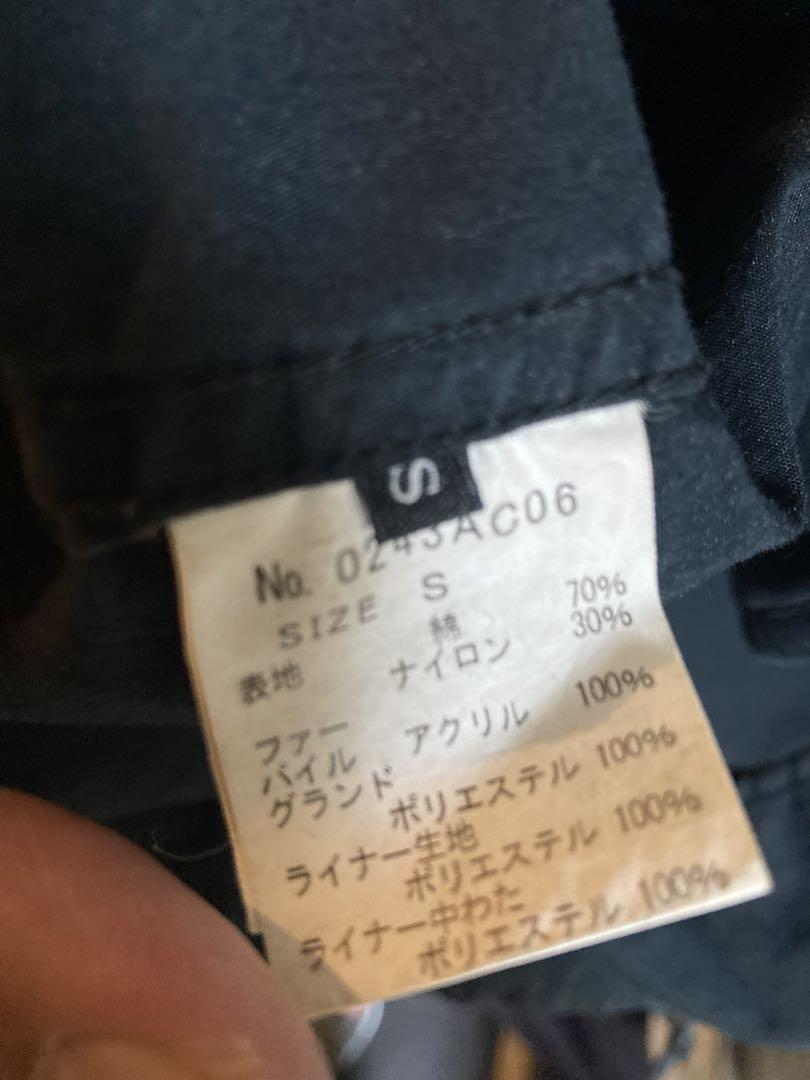 S
No. 0243AC06
SIZE S
表地 綿 70%
ナイロン 30%
ファー
パイル アクリル 100%
グランド
ポリエステル 100%
ライナー生地
ポリエステル 100%
ライナー中わた
ポリエステル 100%